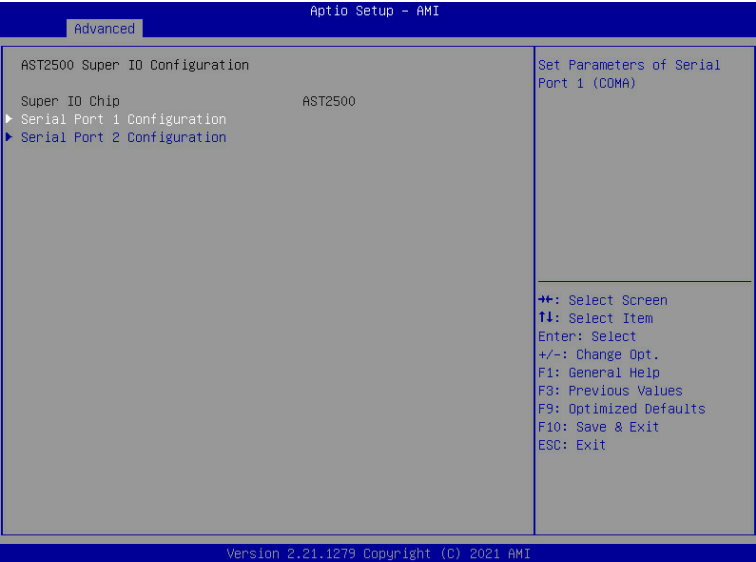 Aptio Setup – AMI
Advanced
AST2500 Super IO Configuration
Super IO Chip AST2500
▶ Serial Port 1 Configuration
▶ Serial Port 2 Configuration
Set Parameters of Serial
Port 1 (COMA)
→←: Select Screen
↑↓: Select Item
Enter: Select
+/-: Change Opt.
F1: General Help
F3: Previous Values
F9: Optimized Defaults
F10: Save & Exit
ESC: Exit
Version 2.21.1279 Copyright (C) 2021 AMI